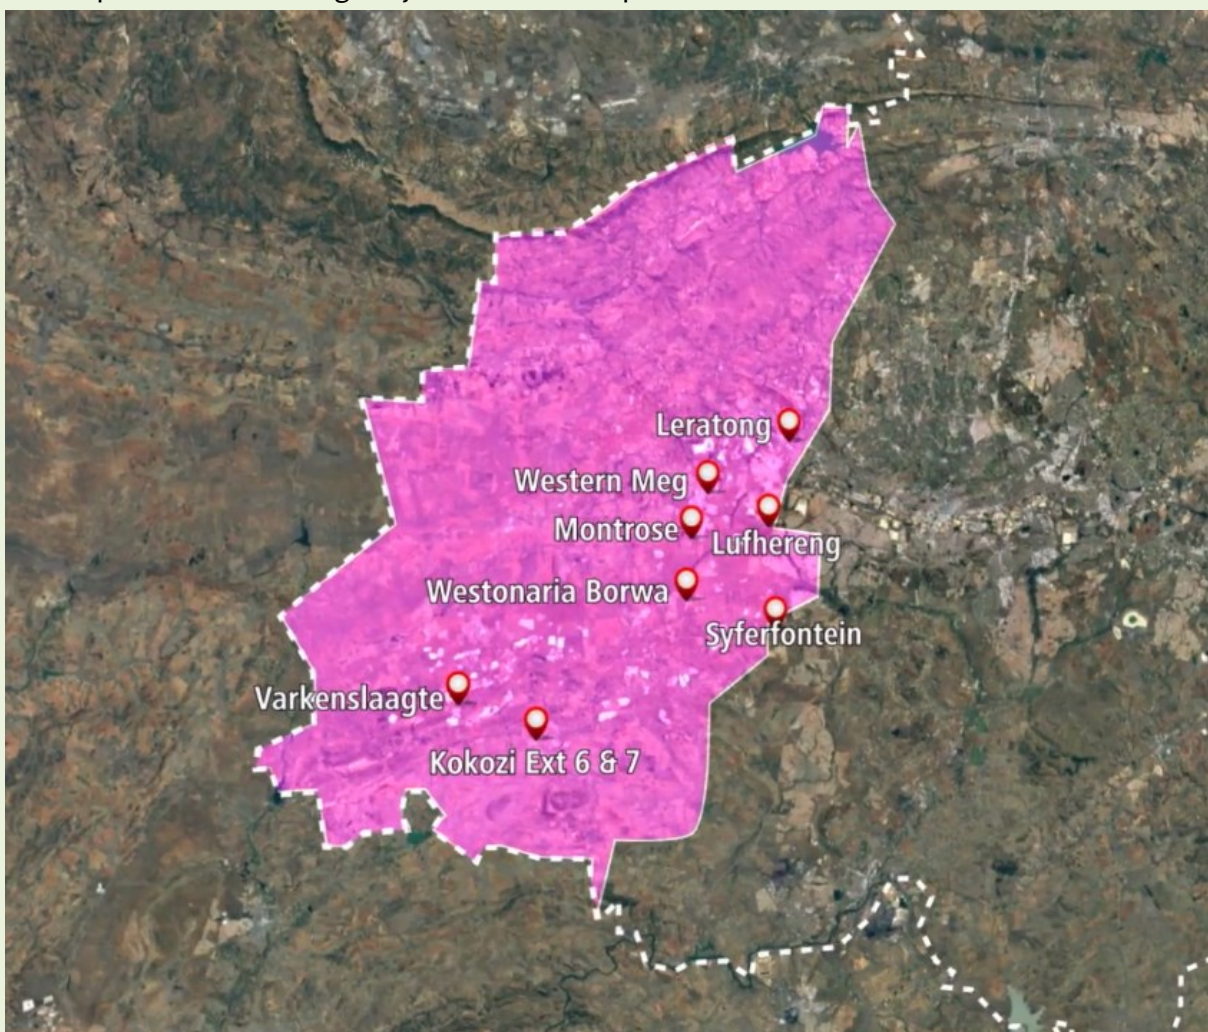 Leratong
Western Meg
Montrose
Lufhereng
Westonaria Borwa
Syferfontein
Varkenslaagte
Kokozi Ext 6 & 7